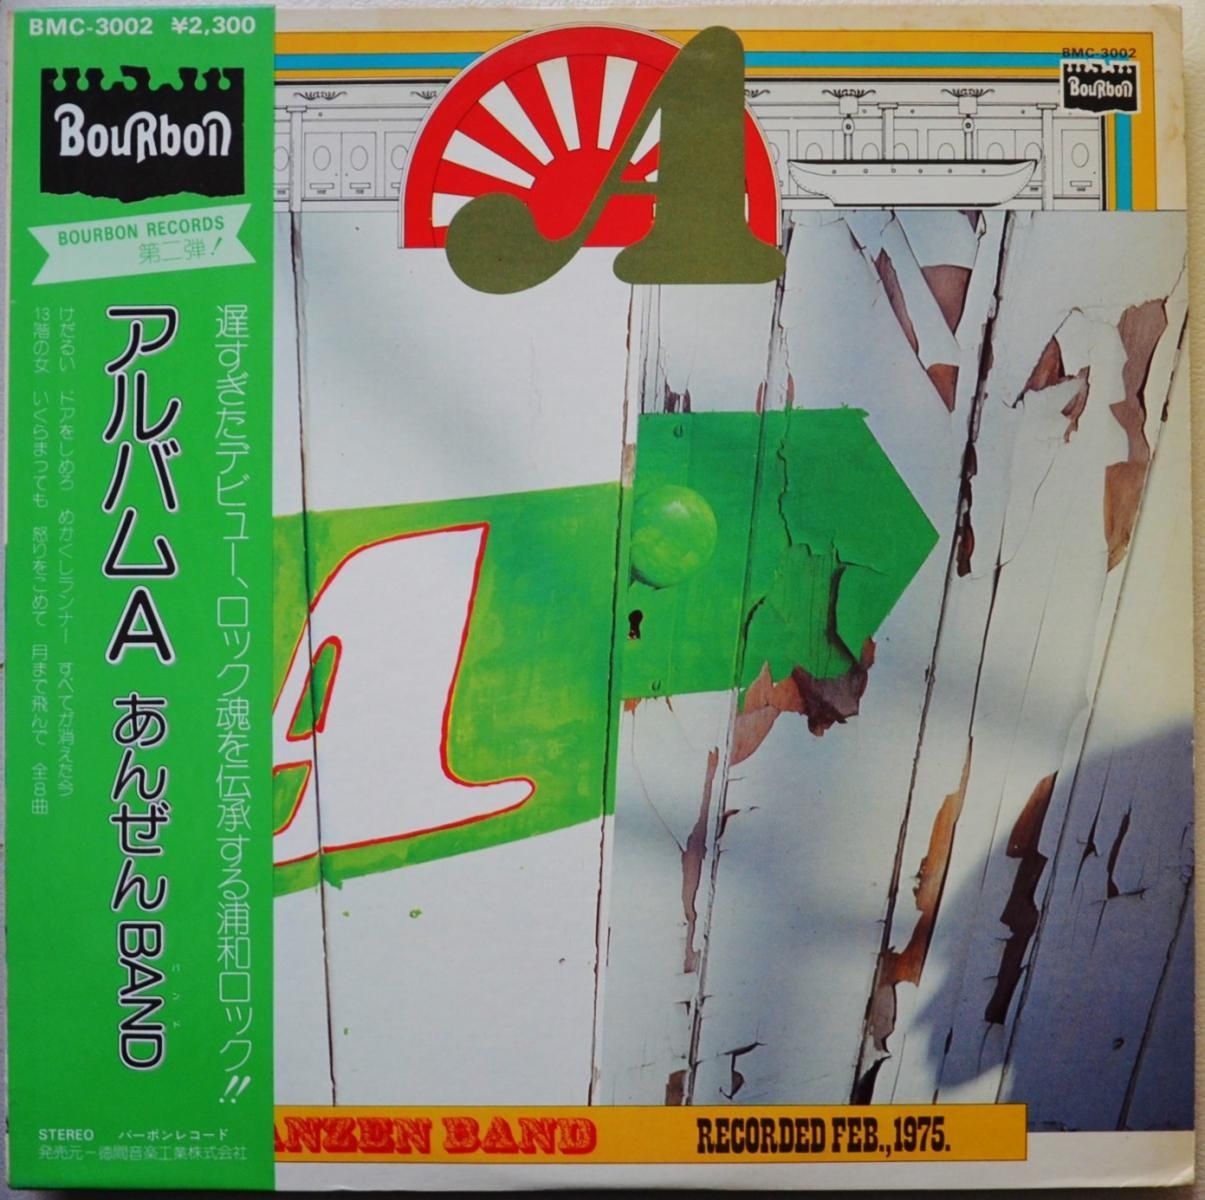 BMC-3002 ¥2,300
BouRbon
BOURBON RECORDS
第二弾!
遅すぎたデビュー、ロック魂を伝承する浦和ロック!!
アルバムA あんぜんBAND
バンド
けだるい ドアをしめろ めかくしランナー すべてが消えた今
13階の女 いくらまっても 怒りをこめて 月まで飛んで 全8曲
STEREO バーボンレコード
発売元-徳間音楽工業株式会社
A
BMC-3002
BouRbon
A
ANZEN BAND
RECORDED FEB.,1975.